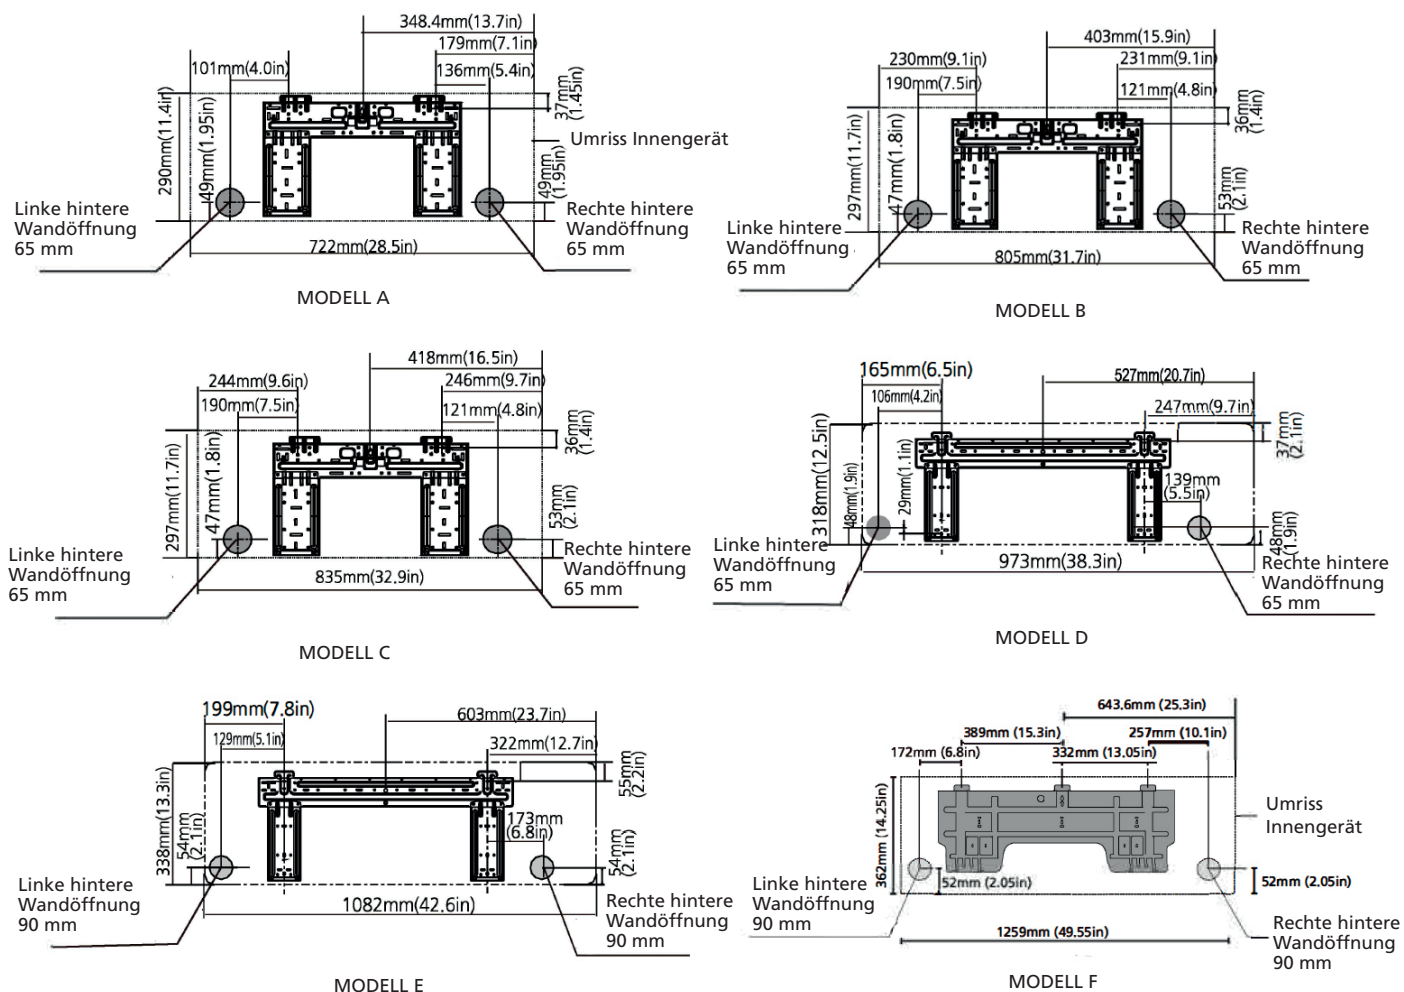 348.4mm(13.7in)
179mm(7.1in)
101mm(4.0in)
136mm(5.4in)
37mm
(1.45in)
290mm(11.4in)
49mm(1.95in)
49mm
(1.95in)
Umriss Innengerät
Linke hintere
Wandöffnung
65 mm
Rechte hintere
Wandöffnung
65 mm
722mm(28.5in)
MODELL A
403mm(15.9in)
230mm(9.1in)
231mm(9.1in)
190mm(7.5in)
121mm(4.8in)
36mm
(1.4in)
297mm(11.7in)
47mm(1.8in)
53mm
(2.1in)
Linke hintere
Wandöffnung
65 mm
Rechte hintere
Wandöffnung
65 mm
805mm(31.7in)
MODELL B
418mm(16.5in)
244mm(9.6in)
246mm(9.7in)
190mm(7.5in)
121mm(4.8in)
36mm
(1.4in)
297mm(11.7in)
47mm(1.8in)
53mm
(2.1in)
Linke hintere
Wandöffnung
65 mm
Rechte hintere
Wandöffnung
65 mm
835mm(32.9in)
MODELL C
165mm(6.5in)
527mm(20.7in)
106mm(4.2in)
247mm(9.7in)
37mm
(2.1in)
318mm(12.5in)
48mm(1.9in)
29mm(1.1in)
139mm
(5.5in)
48mm
(1.9in)
Linke hintere
Wandöffnung
65 mm
Rechte hintere
Wandöffnung
65 mm
973mm(38.3in)
MODELL D
199mm(7.8in)
603mm(23.7in)
129mm(5.1in)
322mm(12.7in)
55mm
(2.2in)
338mm(13.3in)
54mm
(2.1in)
173mm
(6.8in)
54mm
(2.1in)
Linke hintere
Wandöffnung
90 mm
Rechte hintere
Wandöffnung
90 mm
1082mm(42.6in)
MODELL E
643.6mm (25.3in)
389mm (15.3in)
257mm (10.1in)
172mm (6.8in)
332mm (13.05in)
362mm (14.25in)
Umriss
Innengerät
52mm (2.05in)
52mm (2.05in)
Linke hintere
Wandöffnung
90 mm
Rechte hintere
Wandöffnung
90 mm
1259mm (49.55in)
MODELL F